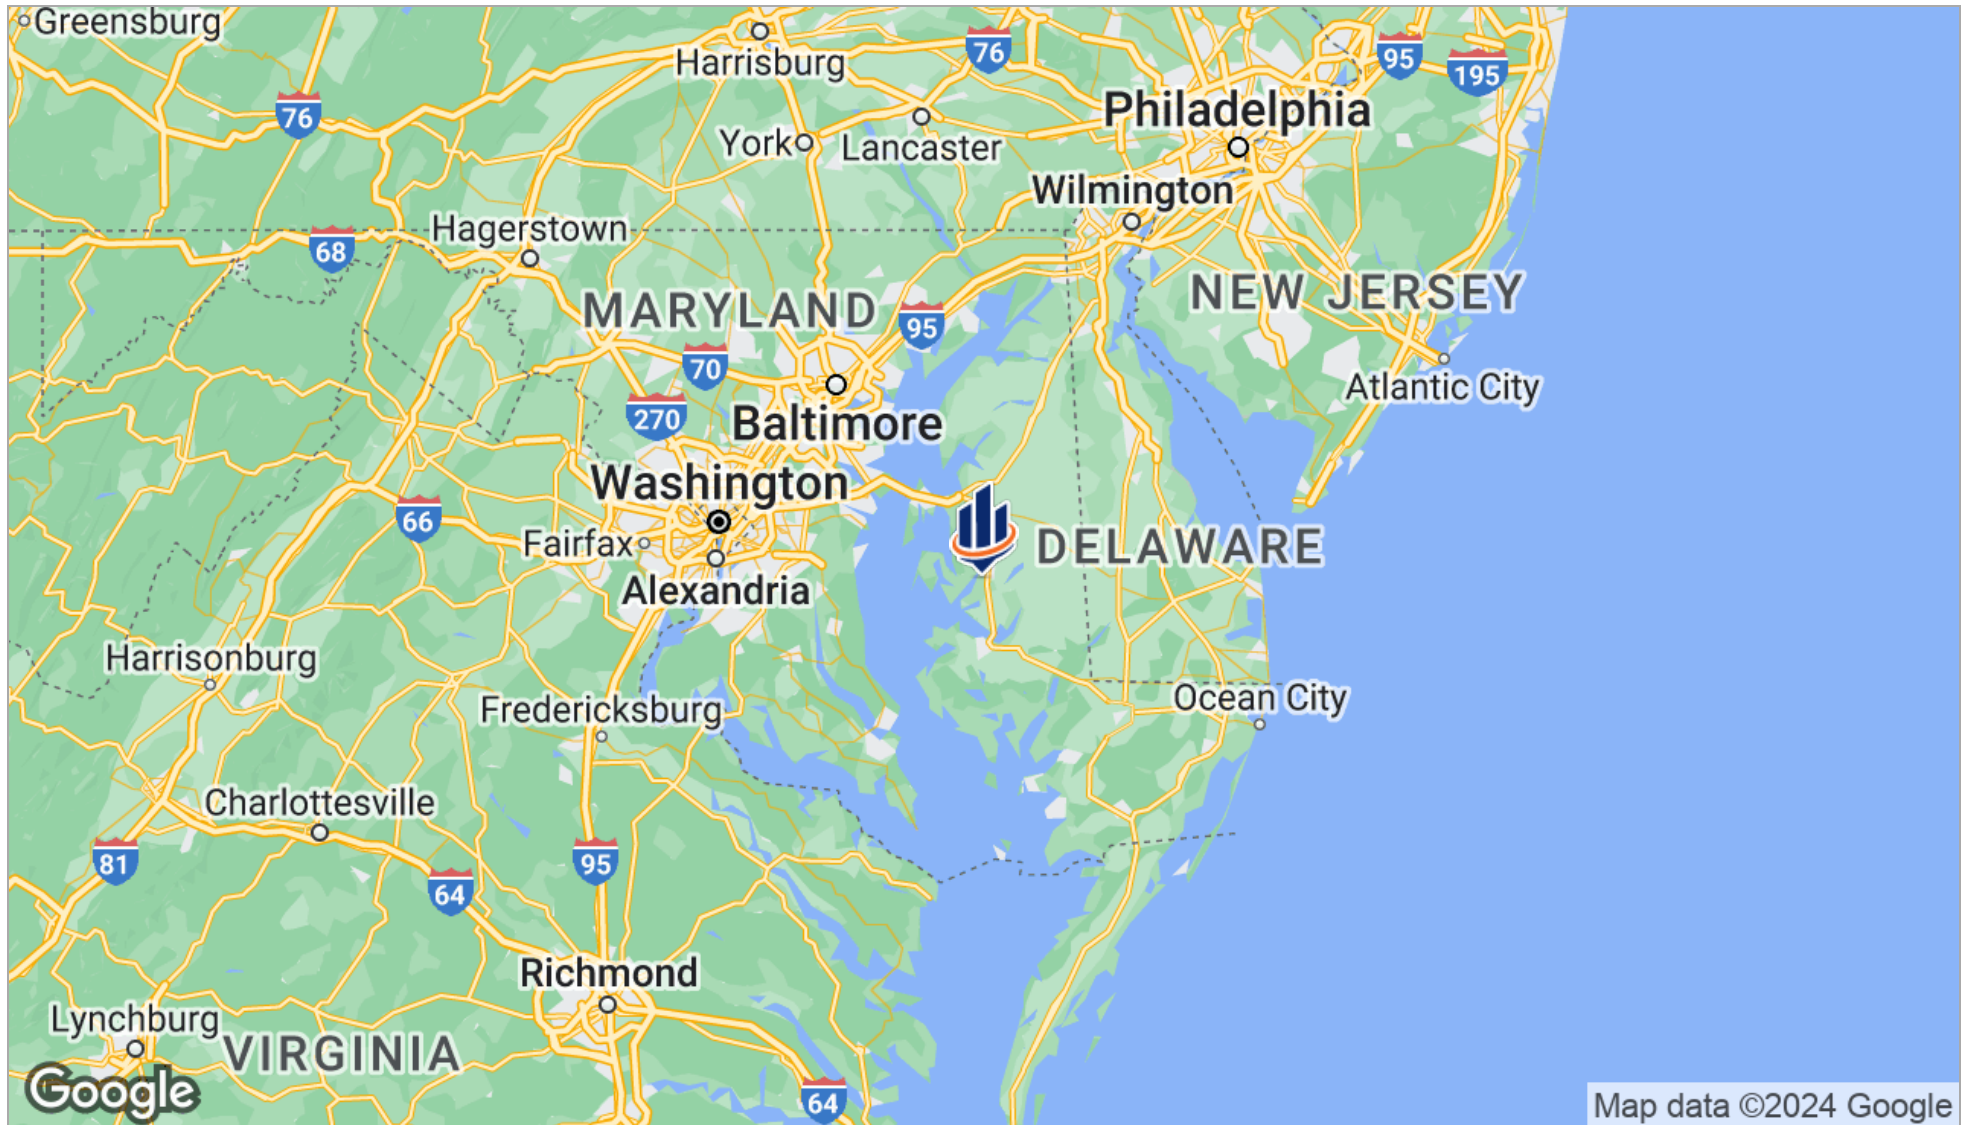 Greensburg
Harrisburg
76
95
195
76
Philadelphia
York
Lancaster
Wilmington
Hagerstown
68
MARYLAND
NEW JERSEY
95
70
Atlantic City
270
Baltimore
Washington
66
Fairfax
DELAWARE
Alexandria
Harrisonburg
Fredericksburg
Ocean City
Charlottesville
81
95
64
Richmond
Lynchburg
VIRGINIA
Google
64
Map data ©2024 Google